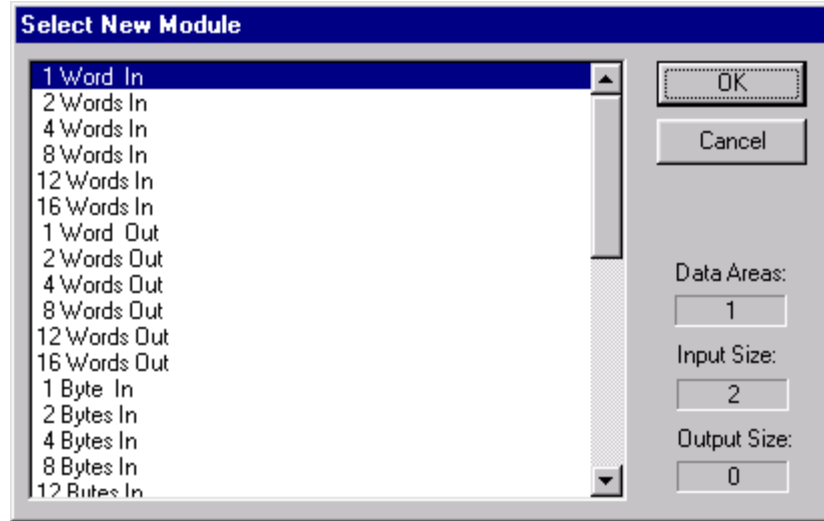 Select New Module
1 Word In
2 Words In
4 Words In
8 Words In
12 Words In
16 Words In
1 Word Out
2 Words Out
4 Words Out
8 Words Out
12 Words Out
16 Words Out
1 Byte In
2 Bytes In
4 Bytes In
8 Bytes In
12 Bytes In
OK
Cancel
Data Areas:
1
Input Size:
2
Output Size:
0